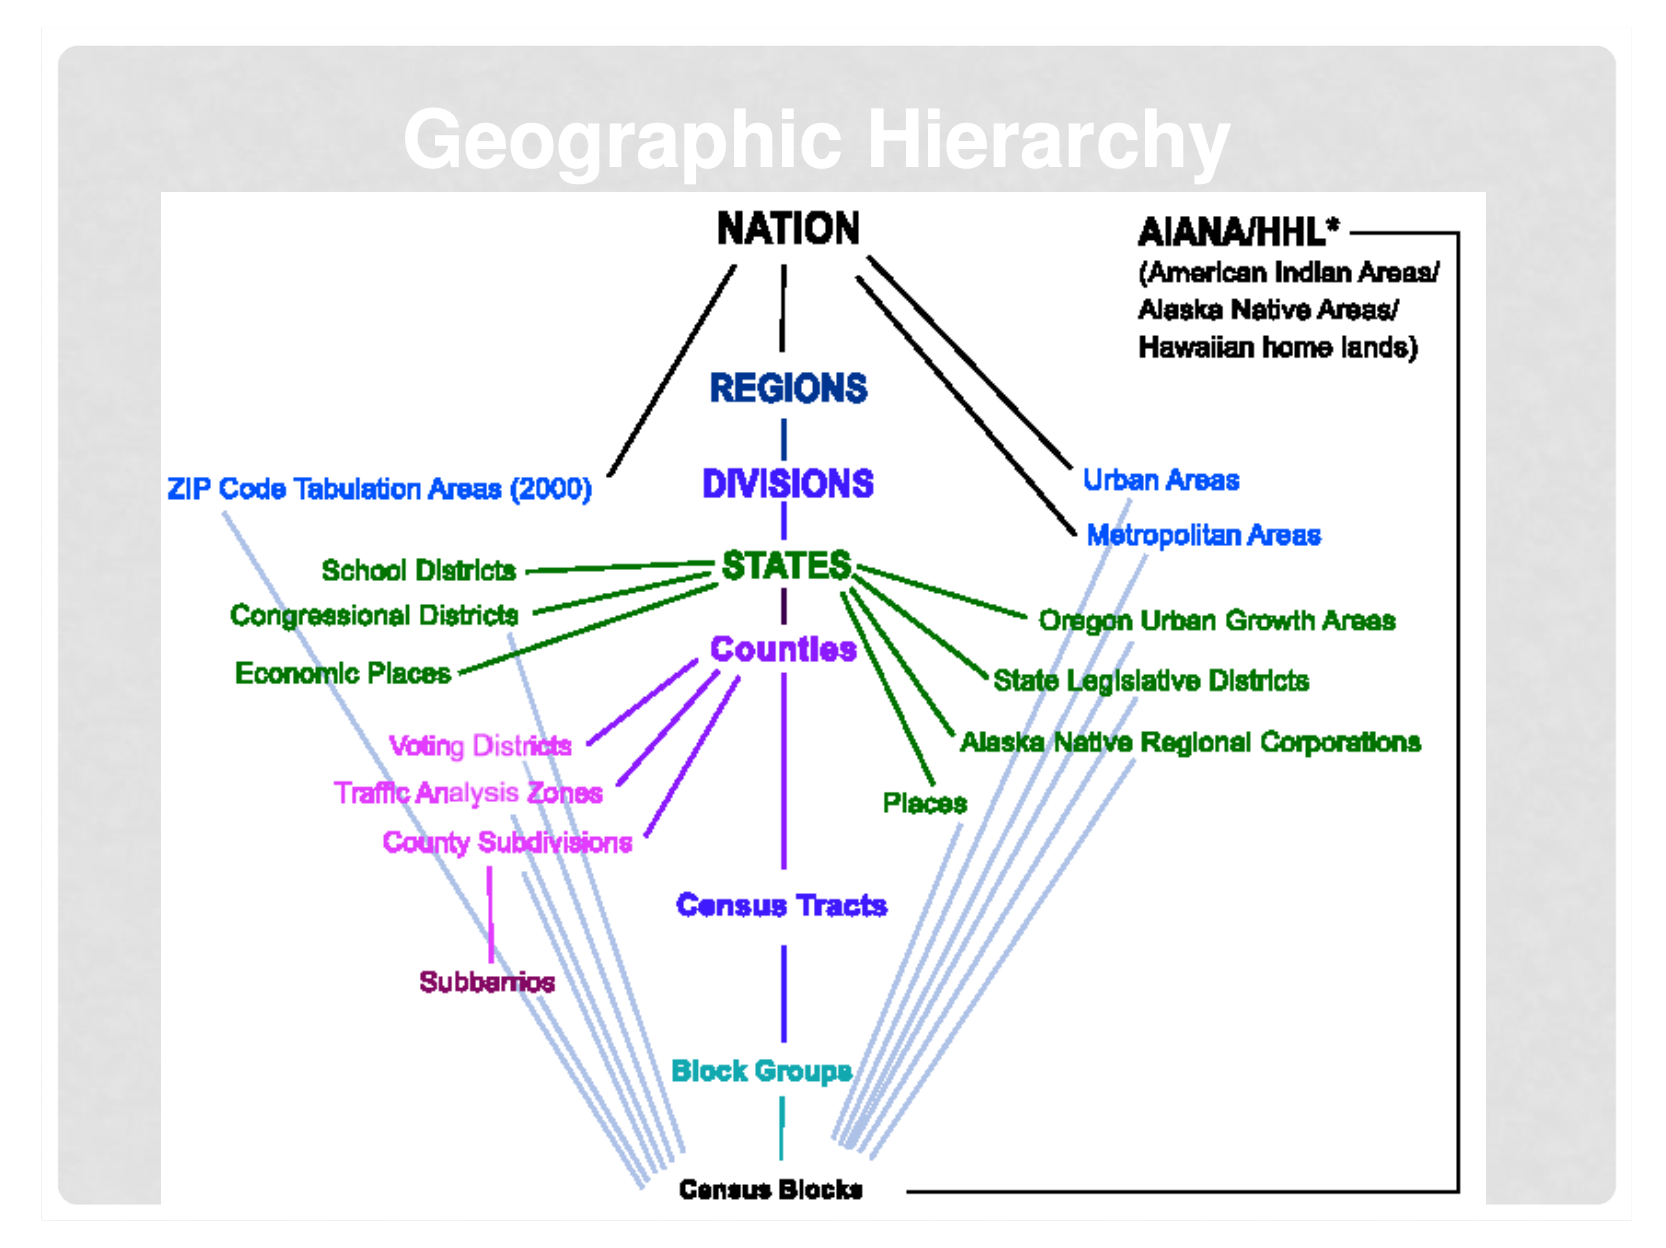 Geographic Hierarchy
NATION
AIANA/HHL*
(American Indian Areas/
Alaska Native Areas/
Hawaiian home lands)
REGIONS
ZIP Code Tabulation Areas (2000)
DIVISIONS
Urban Areas
Metropolitan Areas
School Districts
STATES
Congressional Districts
Oregon Urban Growth Areas
Counties
Economic Places
State Legislative Districts
Voting Districts
Alaska Native Regional Corporations
Traffic Analysis Zones
Places
County Subdivisions
Census Tracts
Subbarrios
Block Groups
Census Blocks